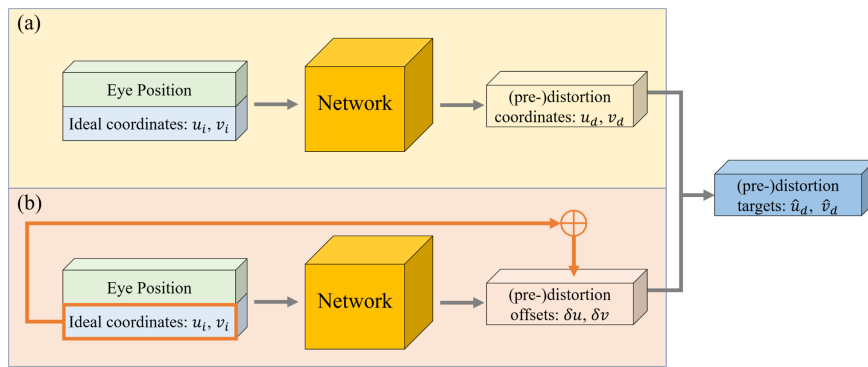 (a)
Eye Position
Ideal coordinates: u_i, v_i
Network
(pre-)distortion
coordinates: u_d, v_d
(pre-)distortion
targets: û_d, v̂_d
(b)
Eye Position
Ideal coordinates: u_i, v_i
Network
(pre-)distortion
offsets: δu, δv